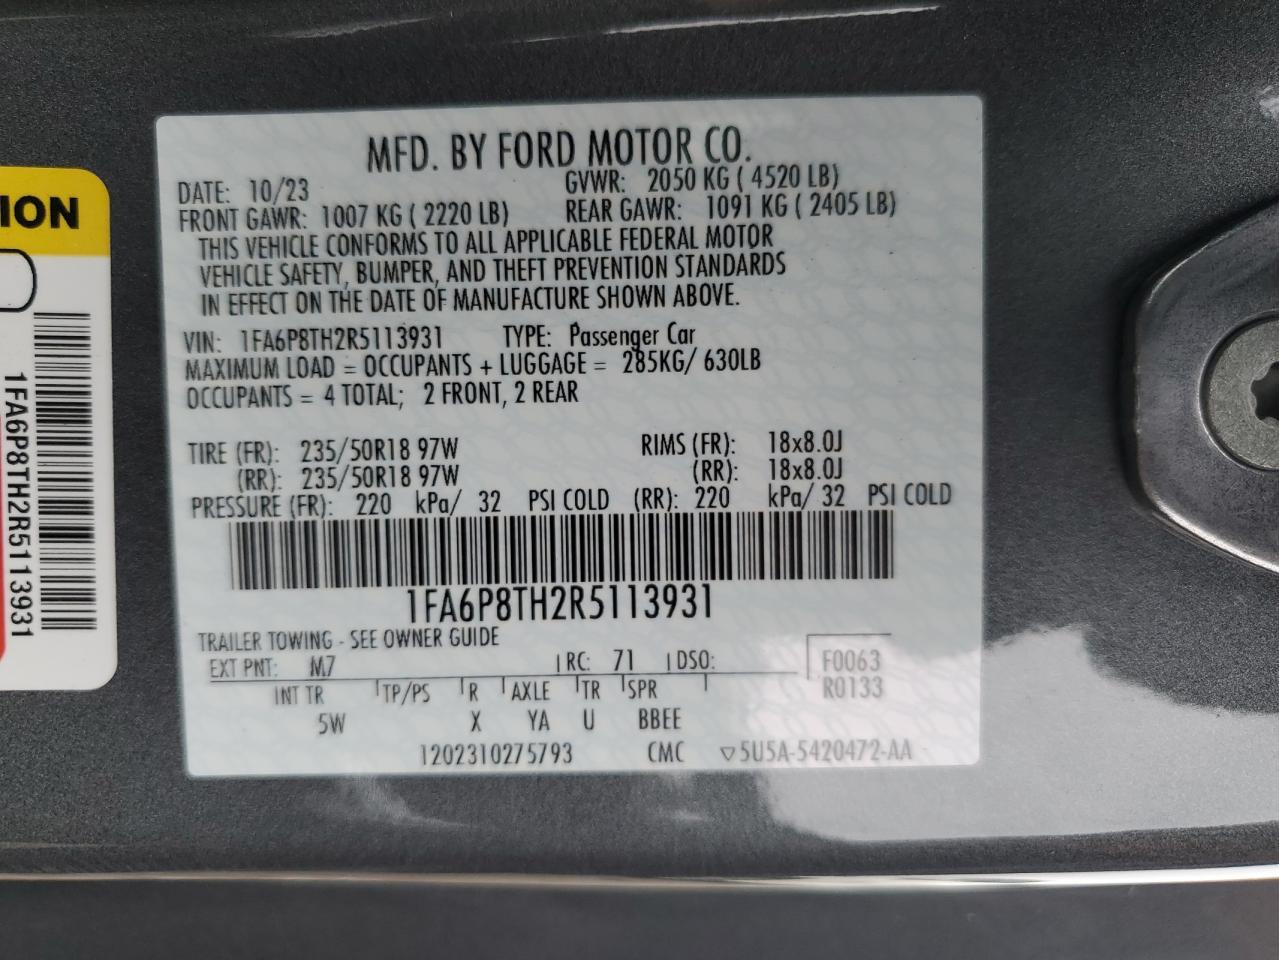 MFD. BY FORD MOTOR CO.
DATE: 10/23 GVWR: 2050 KG ( 4520 LB)
FRONT GAWR: 1007 KG ( 2220 LB) REAR GAWR: 1091 KG ( 2405 LB)
THIS VEHICLE CONFORMS TO ALL APPLICABLE FEDERAL MOTOR
VEHICLE SAFETY, BUMPER, AND THEFT PREVENTION STANDARDS
IN EFFECT ON THE DATE OF MANUFACTURE SHOWN ABOVE.
VIN: 1FA6P8TH2R5113931 TYPE: Passenger Car
MAXIMUM LOAD = OCCUPANTS + LUGGAGE = 285KG/ 630LB
OCCUPANTS = 4 TOTAL; 2 FRONT, 2 REAR
TIRE (FR): 235/50R18 97W RIMS (FR): 18x8.0J
(RR): 235/50R18 97W (RR): 18x8.0J
PRESSURE (FR): 220 kPa/ 32 PSI COLD (RR): 220 kPa/ 32 PSI COLD
1FA6P8TH2R5113931
TRAILER TOWING - SEE OWNER GUIDE
EXT PNT: M7 RC: 71 DSO: F0063
INT TR TP/PS R AXLE TR SPR R0133
5W X YA U BBEE
1202310275793 CMC ▽5U5A-5420472-AA
ION
1FA6P8TH2R5113931